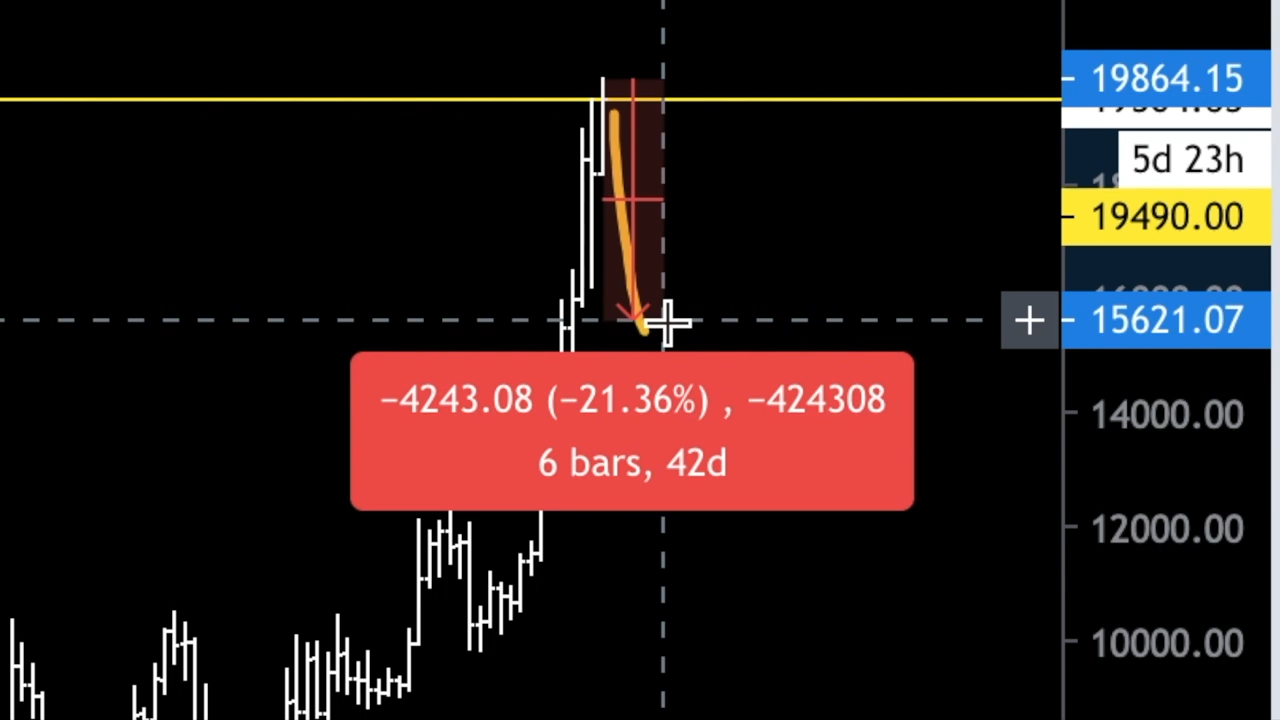 19864.15
5d 23h
19490.00
+ 15621.07
−4243.08 (−21.36%) , −424308
6 bars, 42d
14000.00
12000.00
10000.00